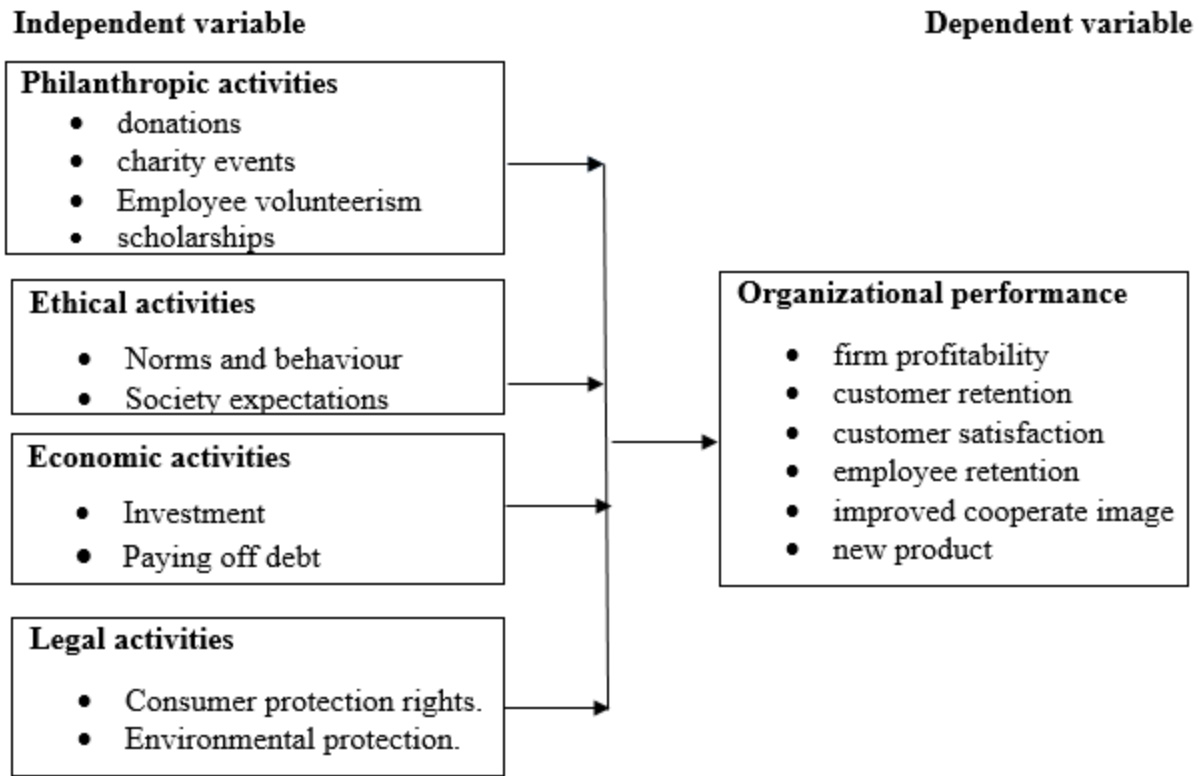 Independent variable
Dependent variable
Philanthropic activities
• donations
• charity events
• Employee volunteerism
• scholarships
Ethical activities
• Norms and behaviour
• Society expectations
Economic activities
• Investment
• Paying off debt
Legal activities
• Consumer protection rights.
• Environmental protection.
Organizational performance
• firm profitability
• customer retention
• customer satisfaction
• employee retention
• improved cooperate image
• new product